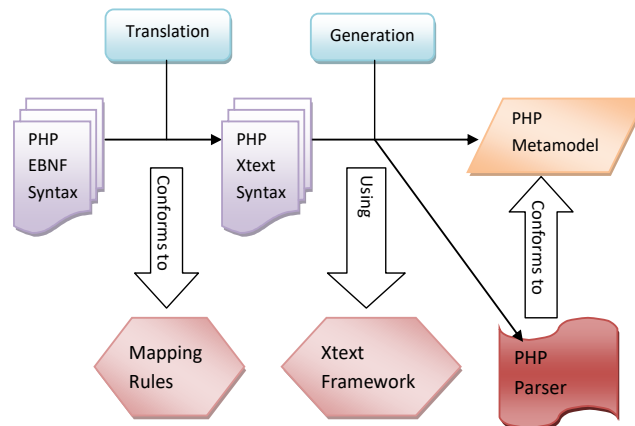 Translation
Generation
PHP
EBNF
Syntax
PHP
Xtext
Syntax
PHP
Metamodel
Conforms to
Using
Conforms to
Mapping
Rules
Xtext
Framework
PHP
Parser